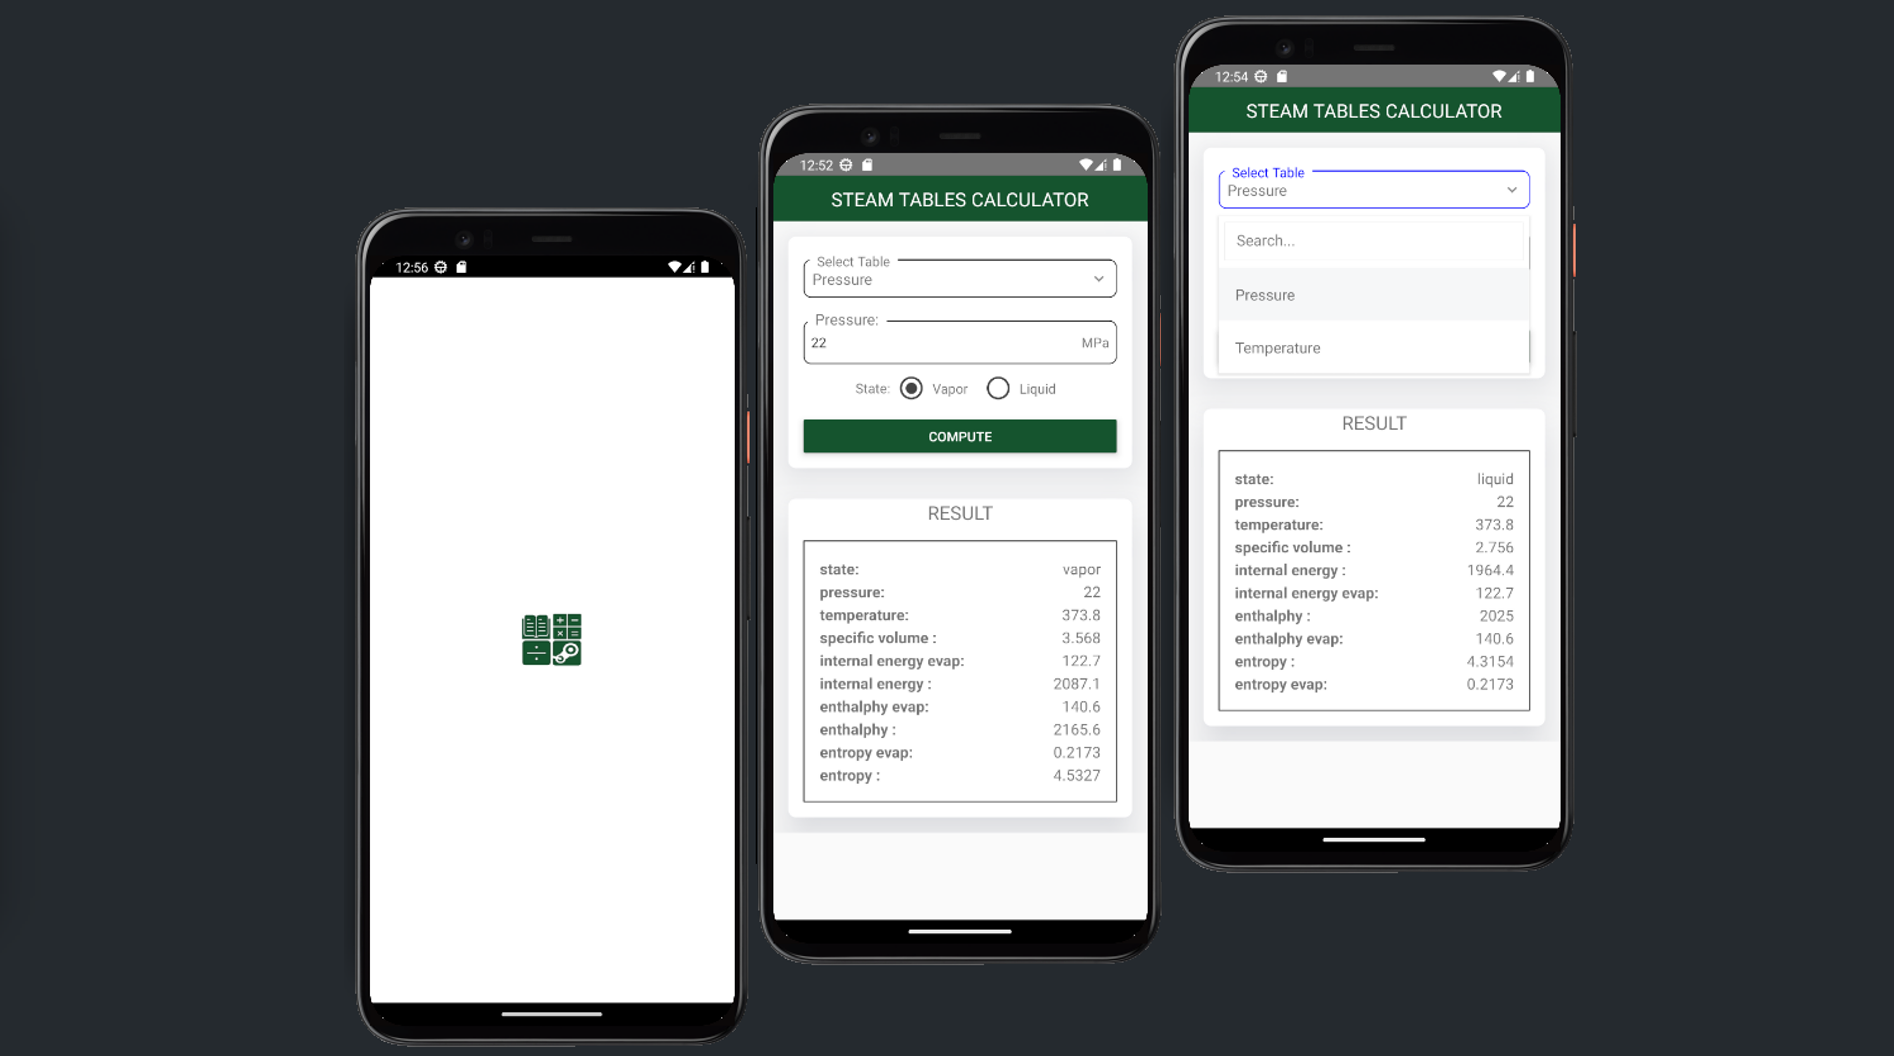 12:56
12:52
STEAM TABLES CALCULATOR
Select Table
Pressure
Pressure:
22 MPa
State: Vapor Liquid
COMPUTE
RESULT
state: vapor
pressure: 22
temperature: 373.8
specific volume : 3.568
internal energy evap: 122.7
internal energy : 2087.1
enthalphy evap: 140.6
enthalphy : 2165.6
entropy evap: 0.2173
entropy : 4.5327
12:54
STEAM TABLES CALCULATOR
Select Table
Pressure
Search...
Pressure
Temperature
RESULT
state: liquid
pressure: 22
temperature: 373.8
specific volume : 2.756
internal energy : 1964.4
internal energy evap: 122.7
enthalphy : 2025
enthalphy evap: 140.6
entropy : 4.3154
entropy evap: 0.2173